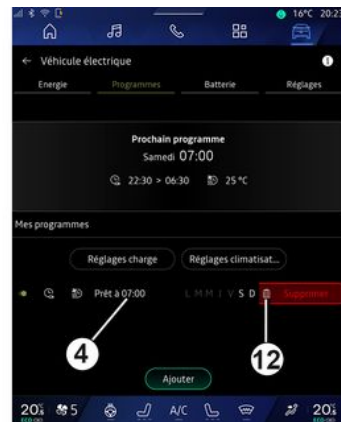 16°C 20:23
Véhicule électrique
Energie Programmes Batterie Réglages
Prochain programme
Samedi 07:00
22:30 > 06:30 25 °C
Mes programmes
Réglages charge Réglages climatisat...
Prêt à 07:00 L M M J V S D Supprimer
4 12
Ajouter
20 5 A/C 20